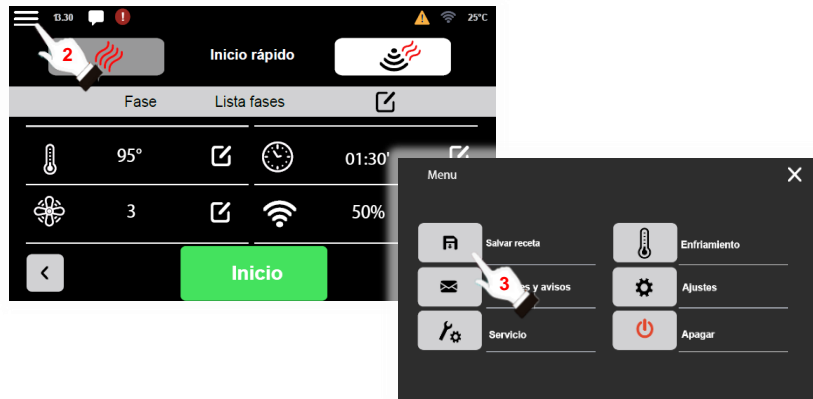 13.30
25°C
2
Inicio rápido
Fase Lista fases
95° 01:30'
3 50%
Inicio
Menu
Salvar receta Enfriamiento
3 y avisos Ajustes
Servicio Apagar